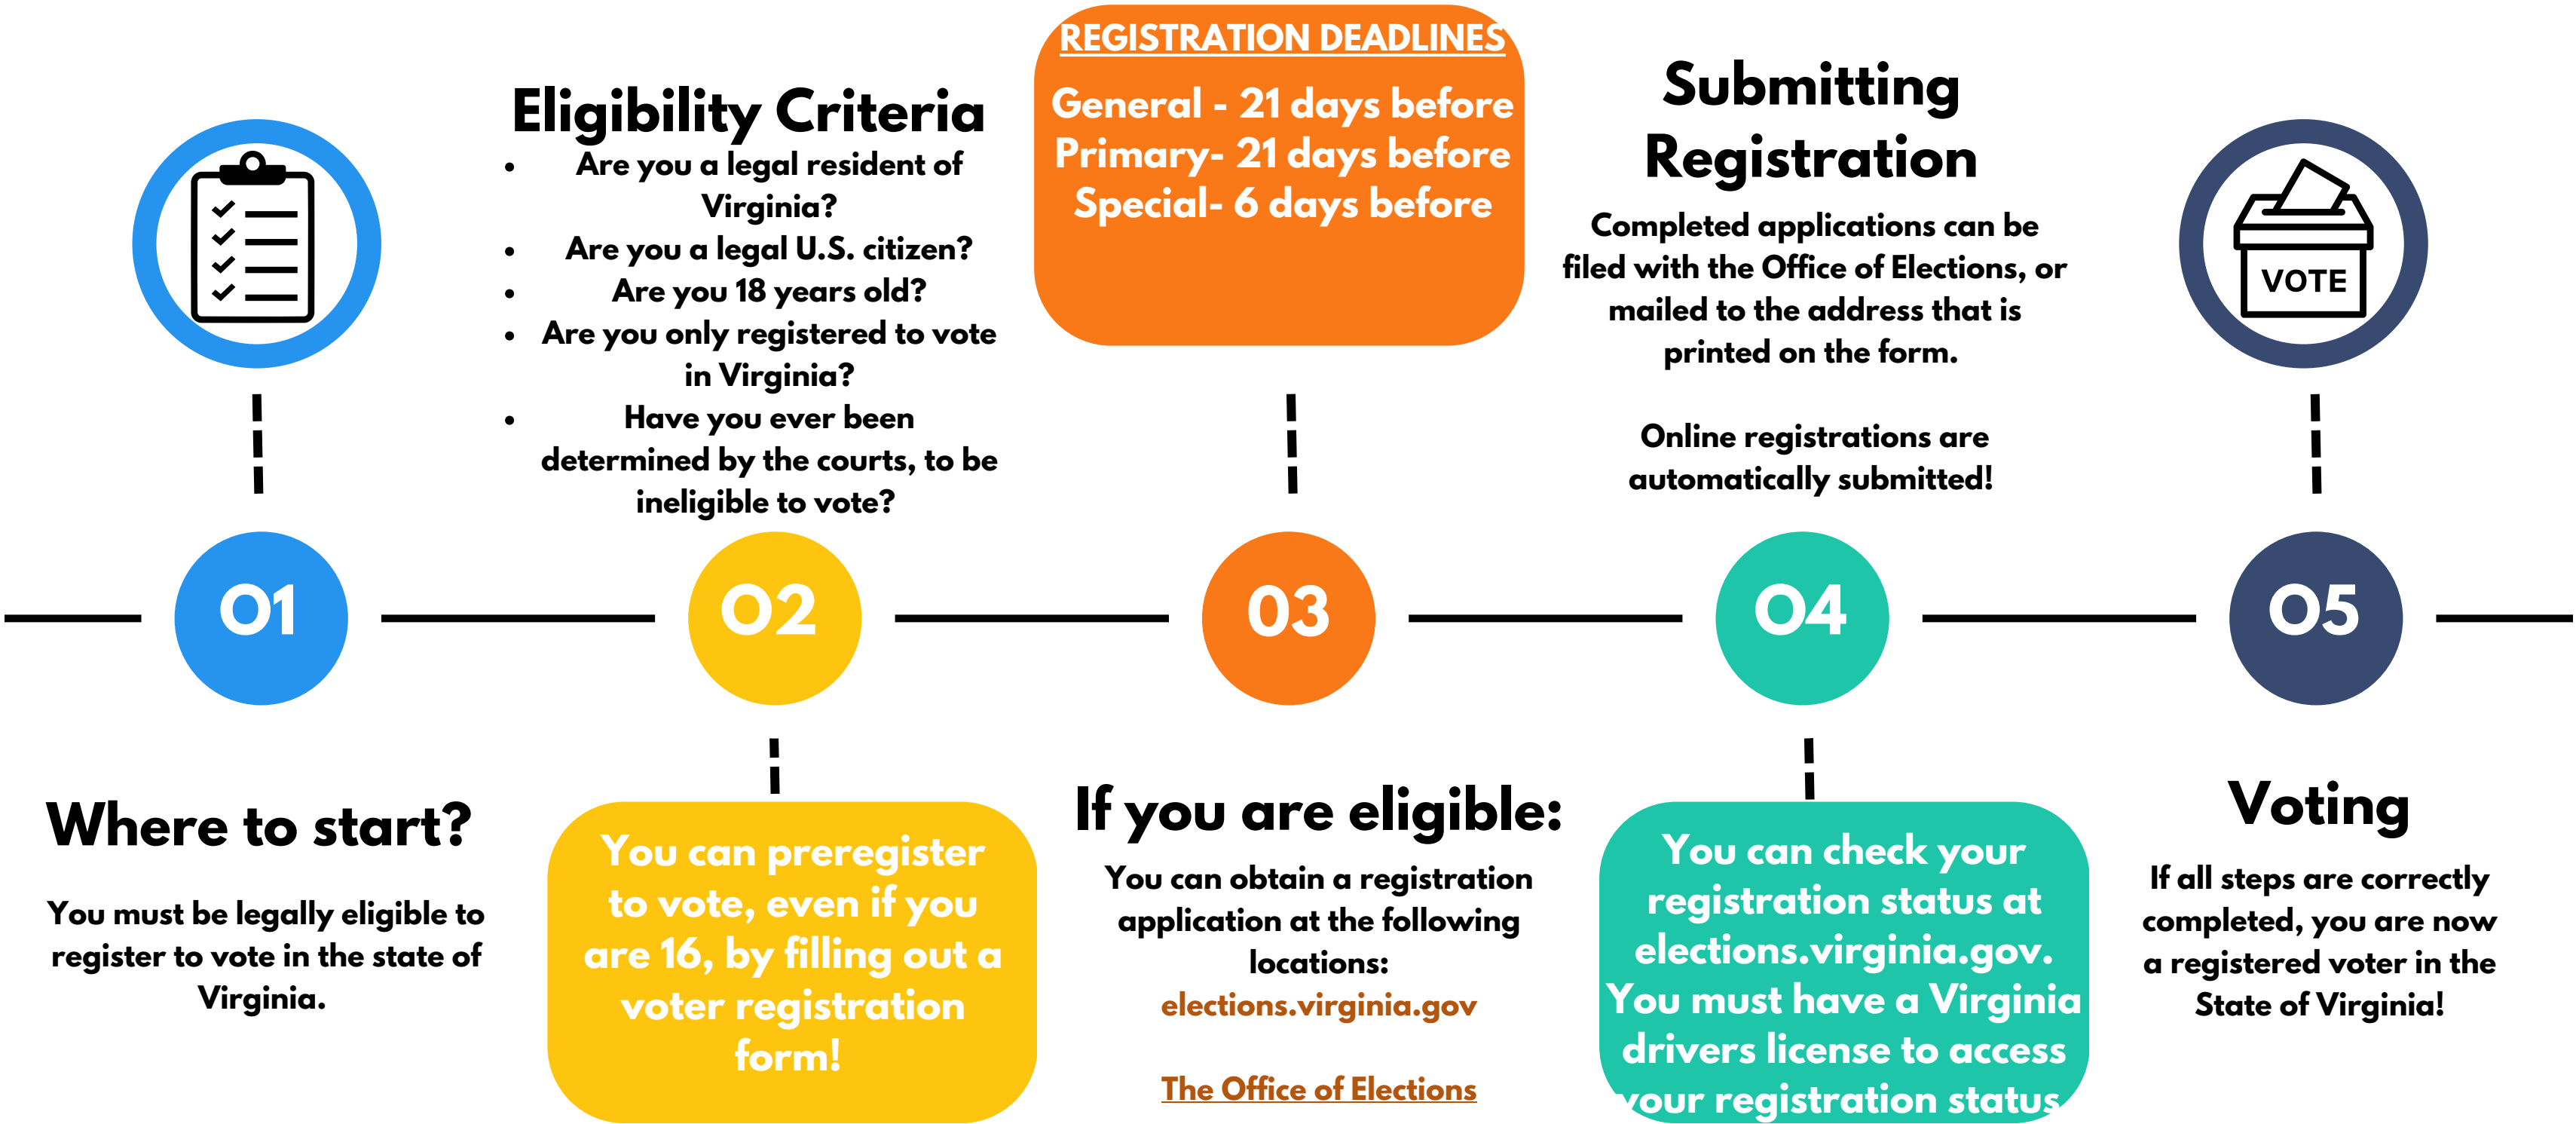 01
Where to start?
You must be legally eligible to
register to vote in the state of
Virginia.
Eligibility Criteria
• Are you a legal resident of
Virginia?
• Are you a legal U.S. citizen?
• Are you 18 years old?
• Are you only registered to vote
in Virginia?
• Have you ever been
determined by the courts, to be
ineligible to vote?
02
You can preregister
to vote, even if you
are 16, by filling out a
voter registration
form!
REGISTRATION DEADLINES
General - 21 days before
Primary- 21 days before
Special- 6 days before
03
If you are eligible:
You can obtain a registration
application at the following
locations:
elections.virginia.gov
The Office of Elections
Submitting
Registration
Completed applications can be
filed with the Office of Elections, or
mailed to the address that is
printed on the form.
Online registrations are
automatically submitted!
04
You can check your
registration status at
elections.virginia.gov.
You must have a Virginia
drivers license to access
your registration status.
VOTE
05
Voting
If all steps are correctly
completed, you are now
a registered voter in the
State of Virginia!